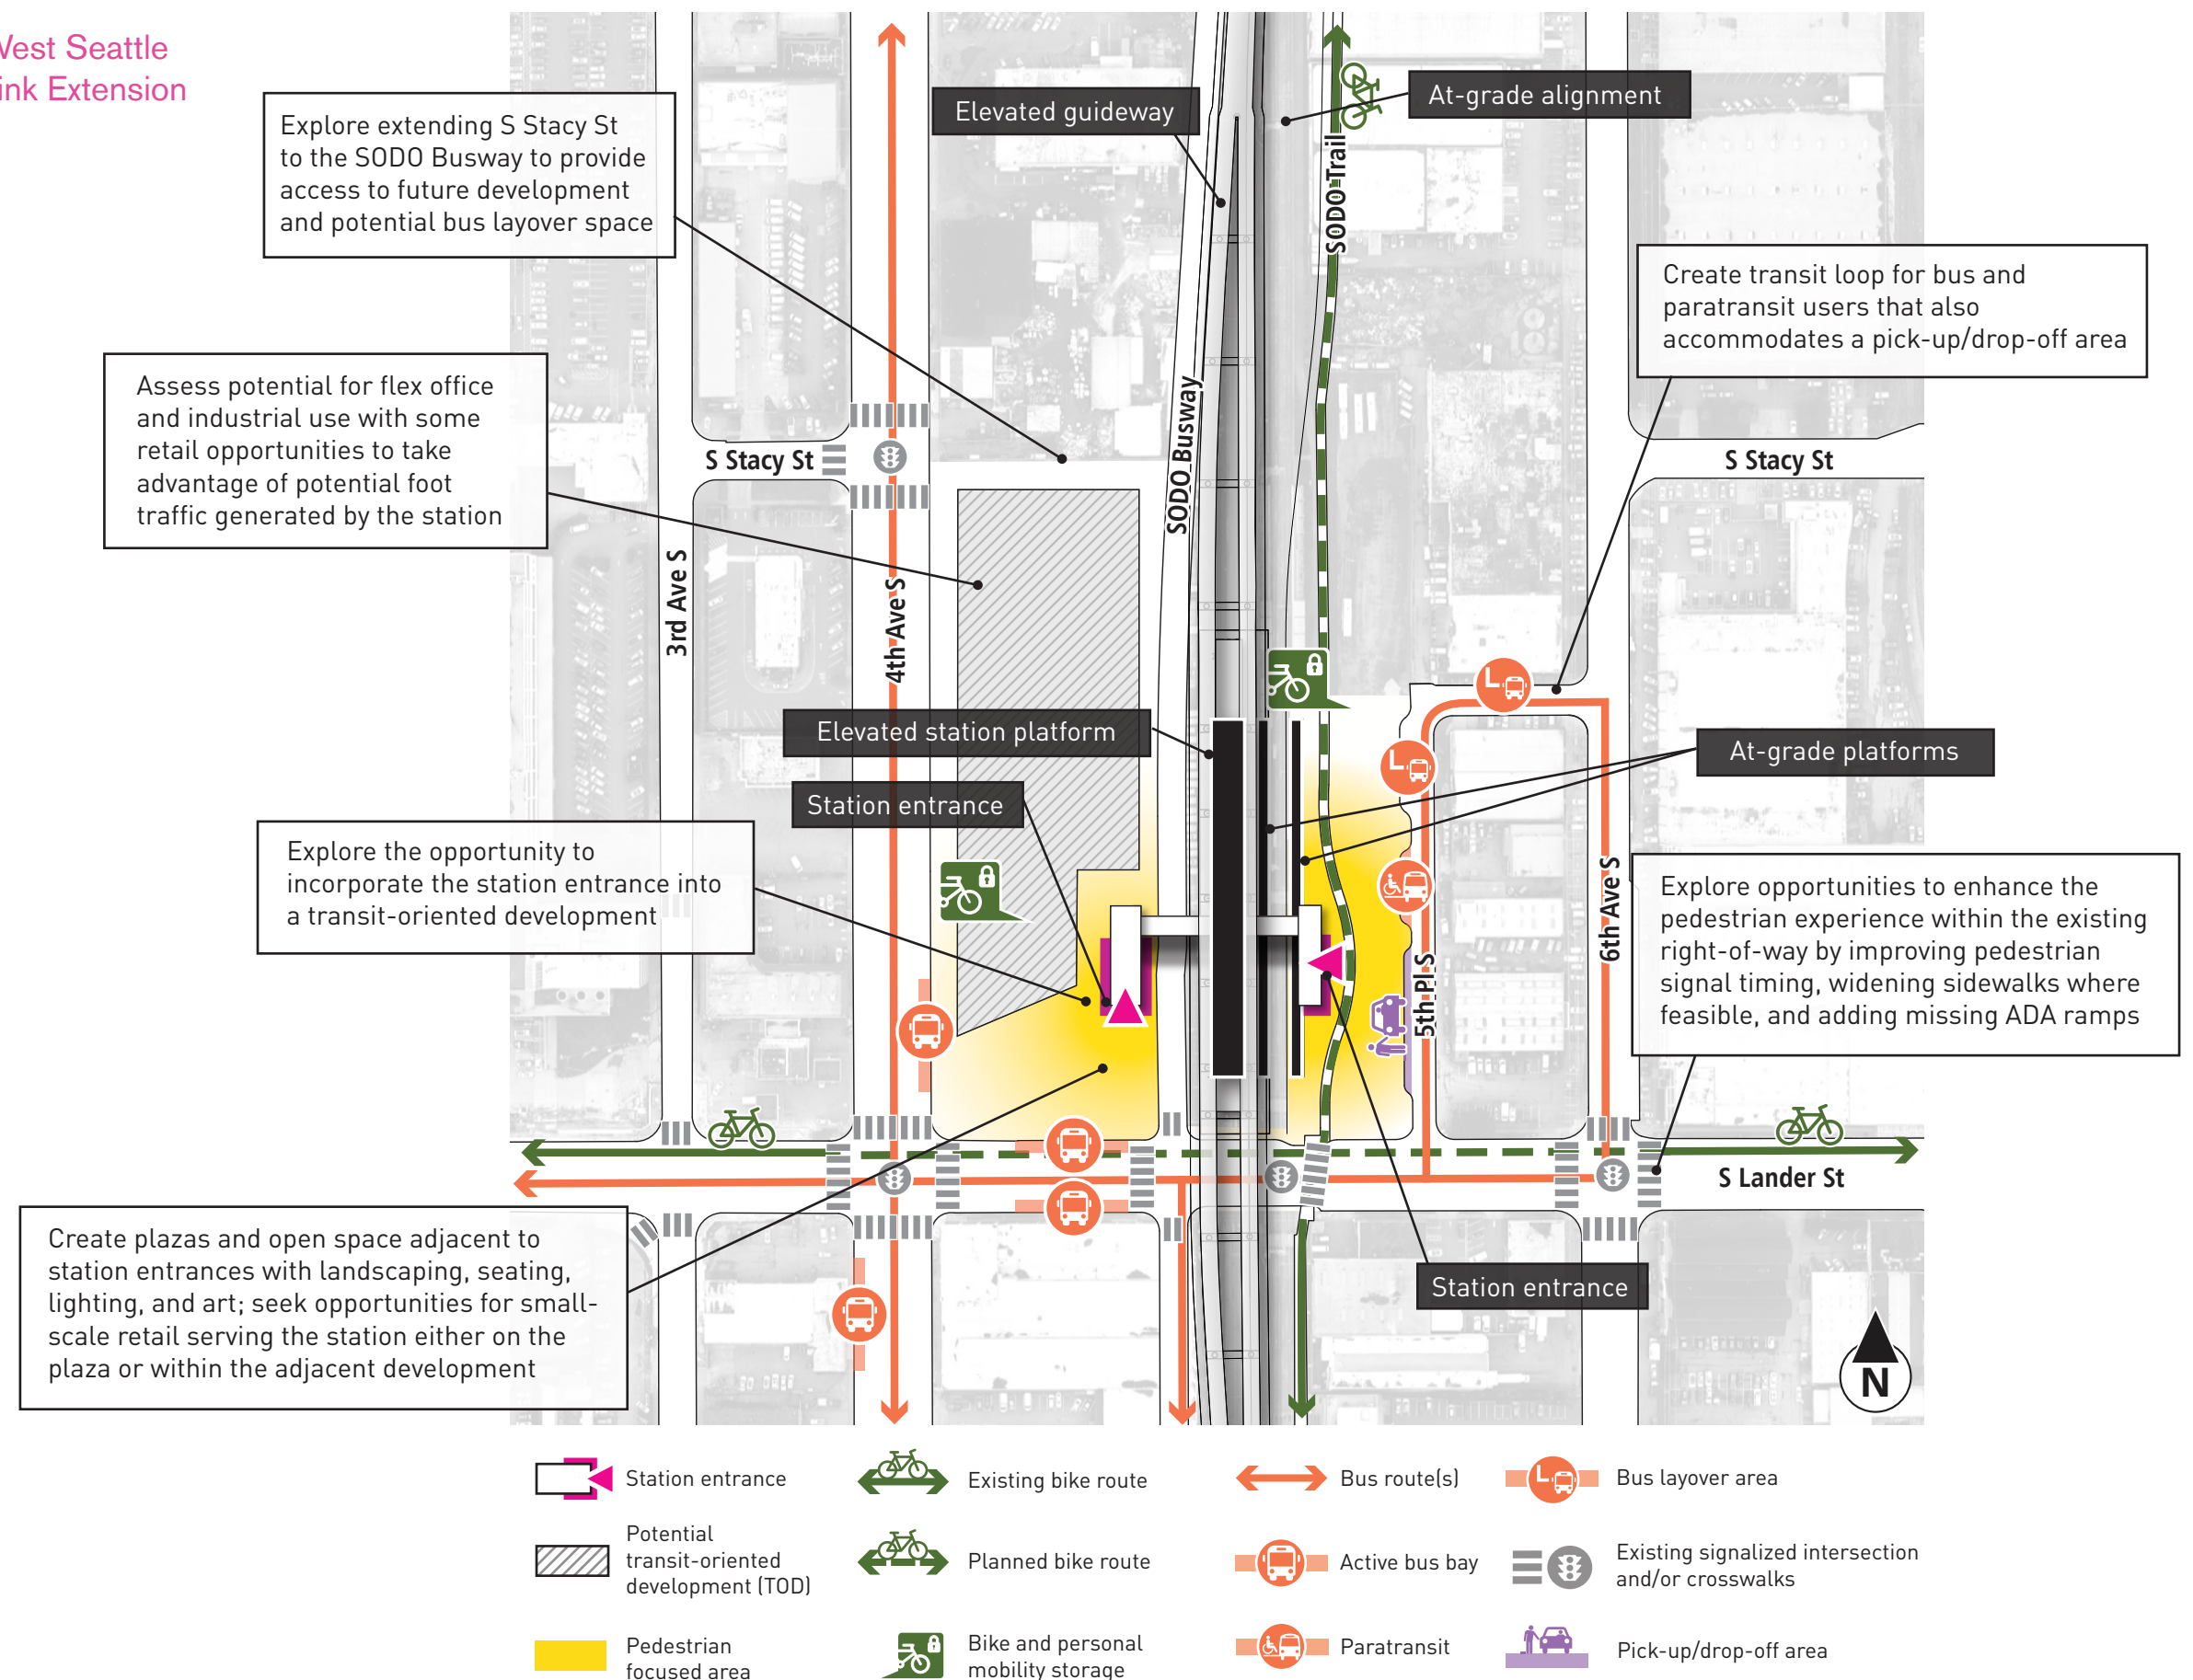 West Seattle
Link Extension
Explore extending S Stacy St
to the SODO Busway to provide
access to future development
and potential bus layover space
Elevated guideway
At-grade alignment
SODO Trail
Create transit loop for bus and
paratransit users that also
accommodates a pick-up/drop-off area
Assess potential for flex office
and industrial use with some
retail opportunities to take
advantage of potential foot
traffic generated by the station
S Stacy St
SODO Busway
S Stacy St
3rd Ave S
4th Ave S
L
Elevated station platform
At-grade platforms
L
Station entrance
Explore the opportunity to
incorporate the station entrance into
a transit-oriented development
6th Ave S
5th Pl S
Explore opportunities to enhance the
pedestrian experience within the existing
right-of-way by improving pedestrian
signal timing, widening sidewalks where
feasible, and adding missing ADA ramps
S Lander St
Create plazas and open space adjacent to
station entrances with landscaping, seating,
lighting, and art; seek opportunities for small-
scale retail serving the station either on the
plaza or within the adjacent development
Station entrance
N
Station entrance
Existing bike route
Bus route(s)
L
Bus layover area
Potential
transit-oriented
development (TOD)
Planned bike route
Active bus bay
Existing signalized intersection
and/or crosswalks
Pedestrian
focused area
Bike and personal
mobility storage
Paratransit
Pick-up/drop-off area